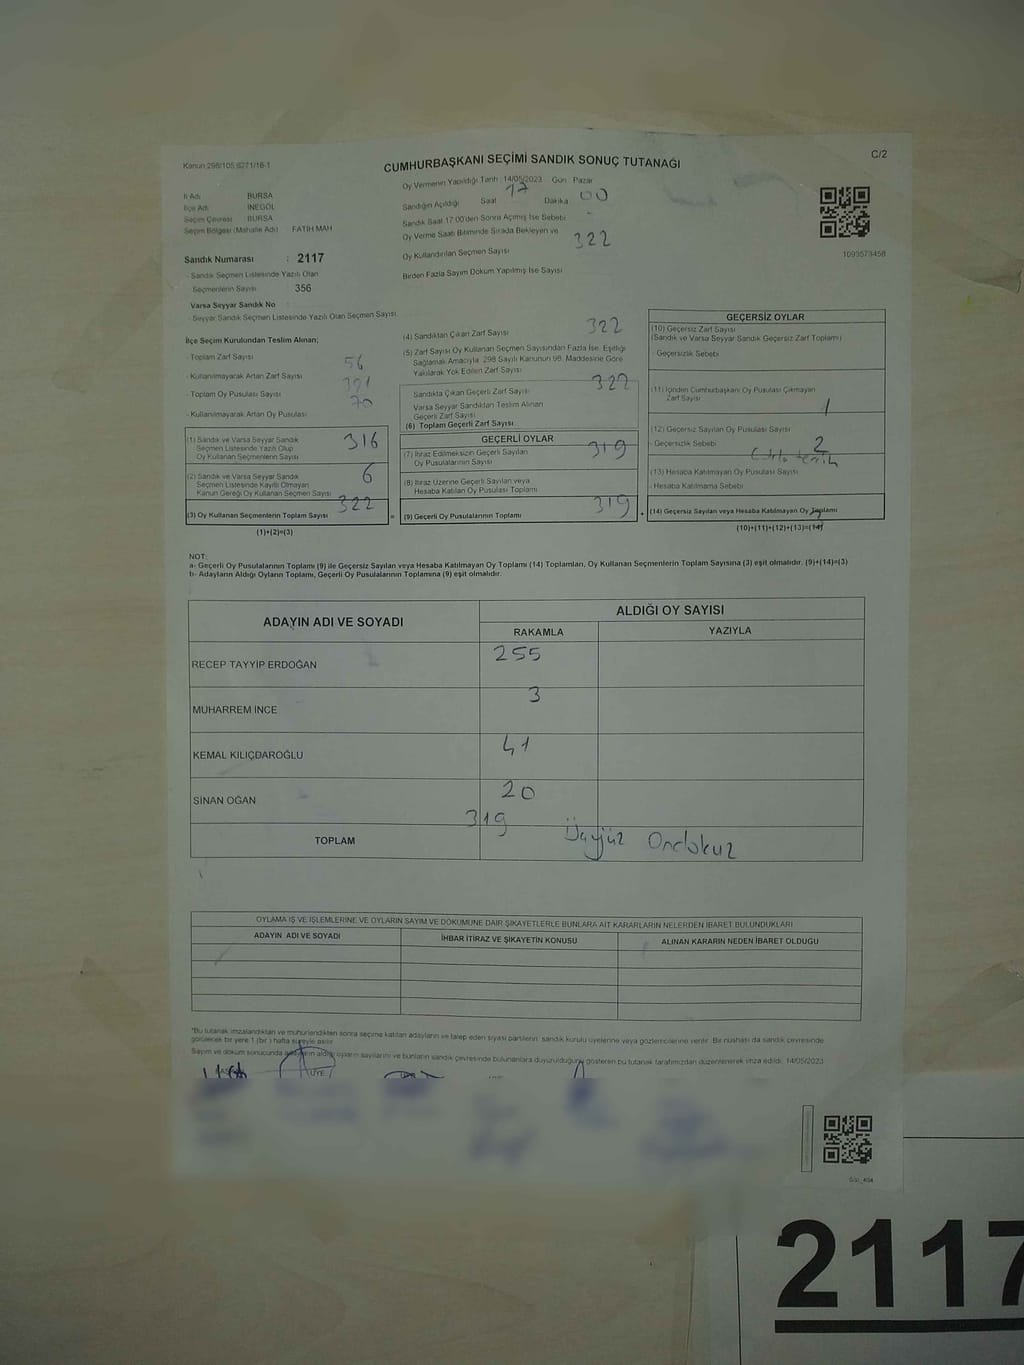 Kanun 298/105 6271/16-1
CUMHURBAŞKANI SEÇİMİ SANDIK SONUÇ TUTANAĞI
C/2
Oy Vermenin Yapıldığı Tarih : 14/05/2023 Gün : Pazar
İl Adı BURSA
İlçe Adı İNEGÖL
Seçim Çevresi BURSA
Seçim Bölgesi (Mahalle Adı) FATİH MAH
Sandığın Açıldığı Saat 17 Dakika 00
Sandık Saat 17:00'den Sonra Açılmış İse Sebebi
Oy Verme Saati Bitiminde Sırada Bekleyen ve
Oy Kullandırılan Seçmen Sayısı 322
Birden Fazla Sayım Döküm Yapılmış İse Sayısı
1093573458
Sandık Numarası : 2117
- Sandık Seçmen Listesinde Yazılı Olan
Seçmenlerin Sayısı 356
Varsa Seyyar Sandık No
- Seyyar Sandık Seçmen Listesinde Yazılı Olan Seçmen Sayısı
İlçe Seçim Kurulundan Teslim Alınan;
- Toplam Zarf Sayısı
- Kullanılmayarak Artan Zarf Sayısı 56
- Toplam Oy Pusulası Sayısı
- Kullanılmayarak Artan Oy Pusulası 70
(1) Sandık ve Varsa Seyyar Sandık
Seçmen Listesinde Yazılı Olup
Oy Kullanan Seçmenlerin Sayısı 316
(2) Sandık ve Varsa Seyyar Sandık
Seçmen Listesinde Kayıtlı Olmayan
Kanun Gereği Oy Kullanan Seçmen Sayısı 6
(3) Oy Kullanan Seçmenlerin Toplam Sayısı 322
(1)+(2)=(3)
(4) Sandıktan Çıkan Zarf Sayısı 322
(5) Zarf Sayısı Oy Kullanan Seçmen Sayısından Fazla İse, Eşitliği
Sağlamak Amacıyla 298 Sayılı Kanunun 98. Maddesine Göre
Yakılarak Yok Edilen Zarf Sayısı
Sandıkta Çıkan Geçerli Zarf Sayısı 322
Varsa Seyyar Sandıktan Teslim Alınan
Geçerli Zarf Sayısı
(6) Toplam Geçerli Zarf Sayısı
GEÇERLİ OYLAR
(7) İtiraz Edilmeksizin Geçerli Sayılan
Oy Pusulalarının Sayısı 319
(8) İtiraz Üzerine Geçerli Sayılan veya
Hesaba Katılan Oy Pusulası Toplamı
(9) Geçerli Oy Pusulalarının Toplamı 319
GEÇERSİZ OYLAR
(10) Geçersiz Zarf Sayısı
(Sandık ve Varsa Seyyar Sandık Geçersiz Zarf Toplamı)
- Geçersizlik Sebebi
(11) İçinden Cumhurbaşkanı Oy Pusulası Çıkmayan
Zarf Sayısı 1
(12) Geçersiz Sayılan Oy Pusulası Sayısı 2
- Geçersizlik Sebebi
(13) Hesaba Katılmayan Oy Pusulası Sayısı
- Hesaba Katılmama Sebebi
(14) Geçersiz Sayılan veya Hesaba Katılmayan Oy Toplamı
(10)+(11)+(12)+(13)=(14)
NOT:
a- Geçerli Oy Pusulalarının Toplamı (9) ile Geçersiz Sayılan veya Hesaba Katılmayan Oy Toplamı (14) Toplamları, Oy Kullanan Seçmenlerin Toplam Sayısına (3) eşit olmalıdır. (9)+(14)=(3)
b- Adayların Aldığı Oyların Toplamı, Geçerli Oy Pusulalarının Toplamına (9) eşit olmalıdır.
ADAYIN ADI VE SOYADI ALDIĞI OY SAYISI
RAKAMLA YAZIYLA
RECEP TAYYİP ERDOĞAN 255
MUHARREM İNCE 3
KEMAL KILIÇDAROĞLU 41
SİNAN OĞAN 20
TOPLAM 319 Üçyüz Ondokuz
OYLAMA İŞ VE İŞLEMLERİNE VE OYLARIN SAYIM VE DÖKÜMÜNE DAİR ŞİKAYETLERLE BUNLARA AİT KARARLARIN NELERDEN İBARET BULUNDUKLARI
ADAYIN ADI VE SOYADI İHBAR İTİRAZ VE ŞİKAYETİN KONUSU ALINAN KARARIN NEDEN İBARET OLDUĞU
*Bu tutanak imzalandıktan ve mühürlendikten sonra seçime katılan adayların ve talep eden siyasi partilerin sandık kurulu üyelerine veya gözlemcilerine verilir. Bir nüshası da sandık çevresinde
görülecek bir yere 1 (bir ) hafta süreyle asılır.
Sayım ve döküm sonucunda adayların aldığı oyların sayılarını ve bunların sandık çevresinde bulunanlara duyurulduğunu gösteren bu tutanak tarafımızdan düzenlenerek imza edildi. 14/05/2023
ÜYE
2117